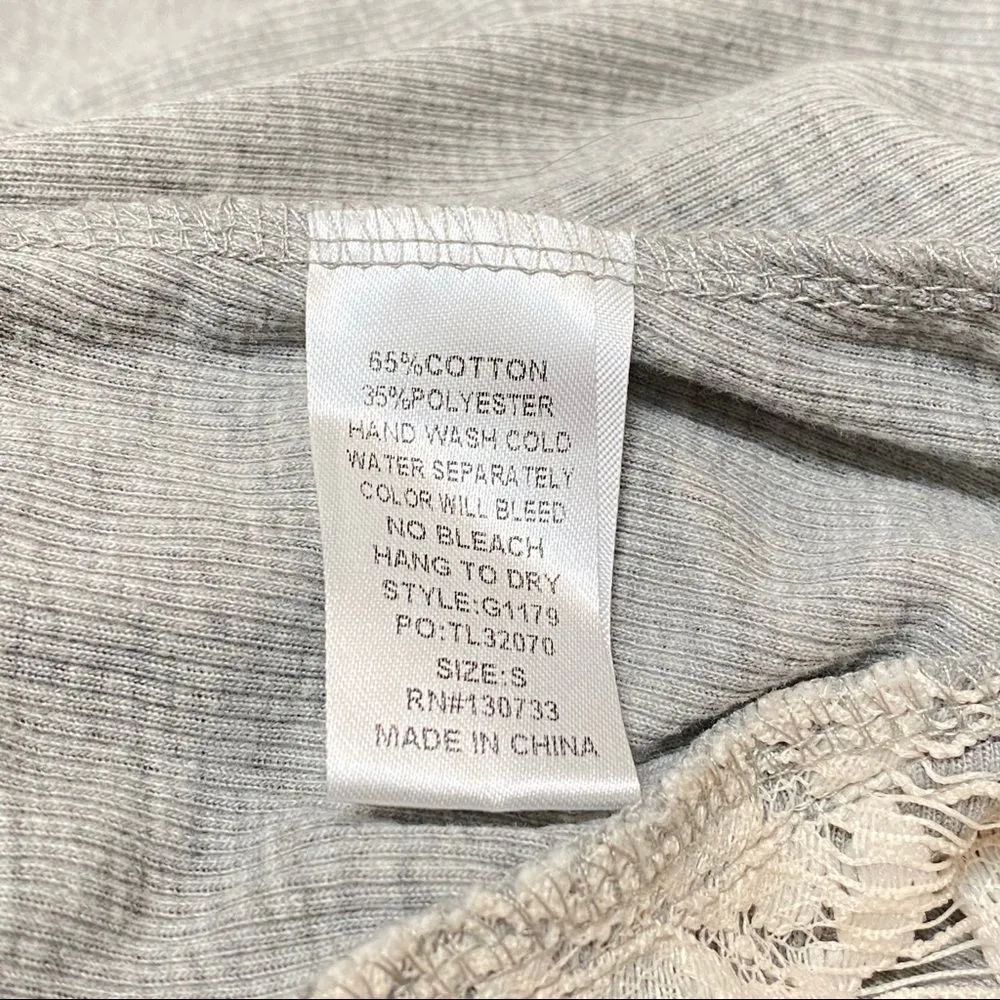 65%COTTON
35%POLYESTER
HAND WASH COLD
WATER SEPARATELY
COLOR WILL BLEED
NO BLEACH
HANG TO DRY
STYLE:G1179
PO:TL32070
SIZE:S
RN#130733
MADE IN CHINA